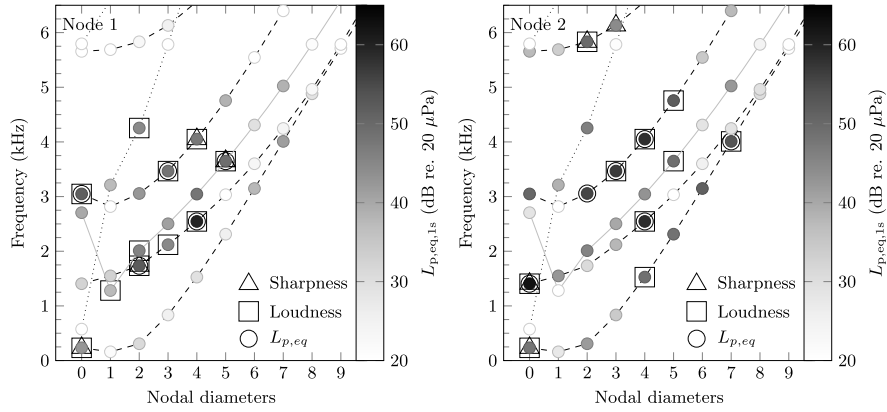 Node 1
Frequency (kHz)
6
5
4
3
2
1
0
0 1 2 3 4 5 6 7 8 9
Nodal diameters
Sharpness
Loudness
L_{p,eq}
60
50
40
30
20
L_{p,eq,1s} (dB re. 20 μPa)
Node 2
Frequency (kHz)
6
5
4
3
2
1
0
0 1 2 3 4 5 6 7 8 9
Nodal diameters
Sharpness
Loudness
L_{p,eq}
60
50
40
30
20
L_{p,eq,1s} (dB re. 20 μPa)